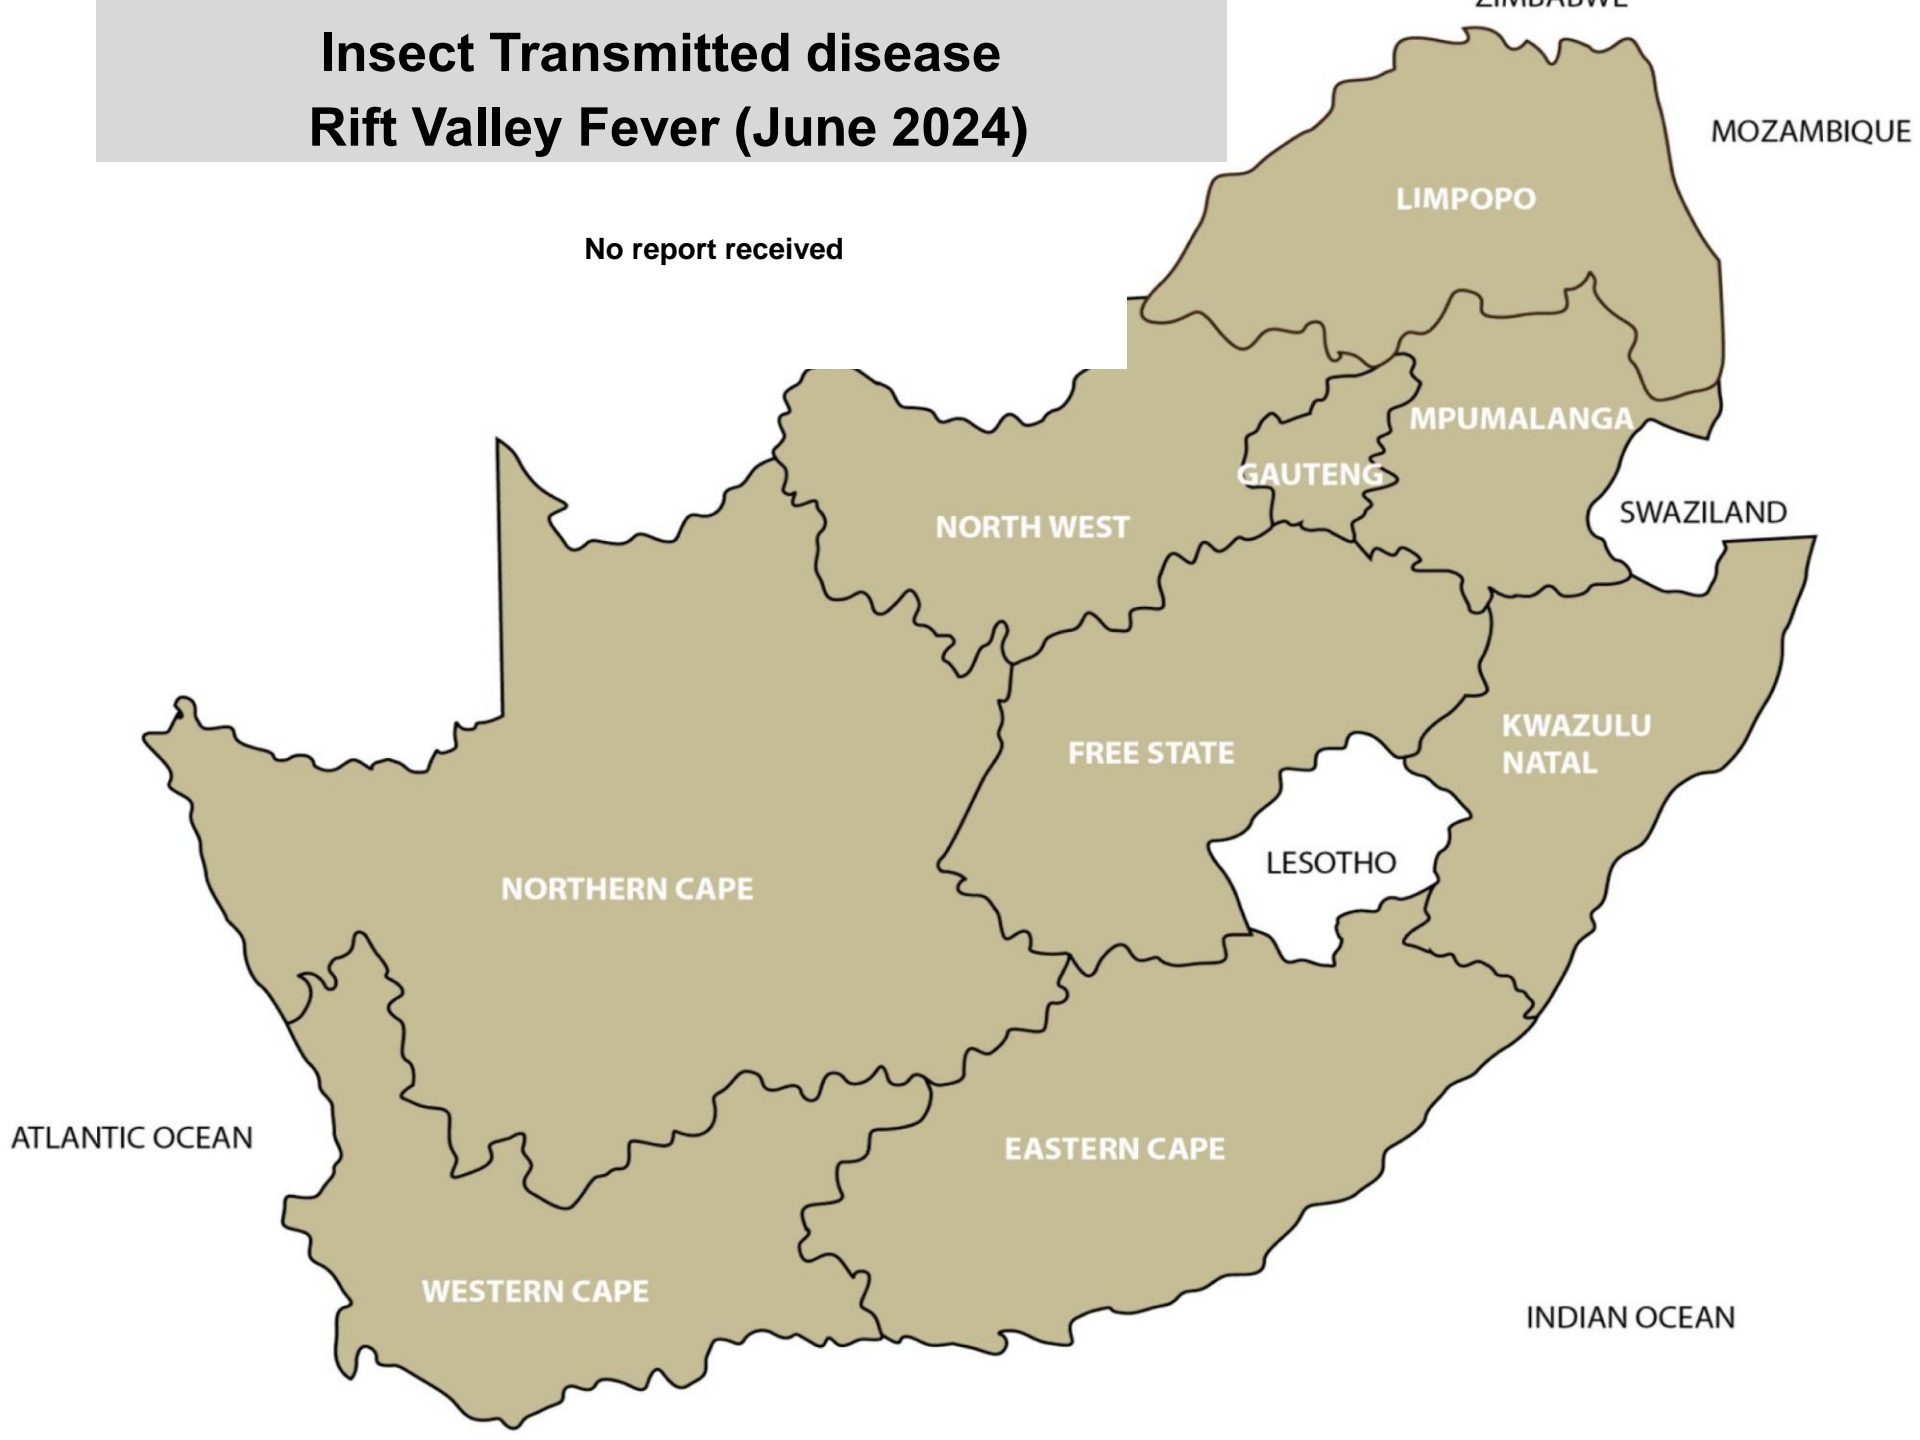 ZIMBABWE
Insect Transmitted disease
Rift Valley Fever (June 2024)
MOZAMBIQUE
LIMPOPO
No report received
MPUMALANGA
GAUTENG
SWAZILAND
NORTH WEST
KWAZULU
NATAL
FREE STATE
LESOTHO
NORTHERN CAPE
ATLANTIC OCEAN
EASTERN CAPE
WESTERN CAPE
INDIAN OCEAN